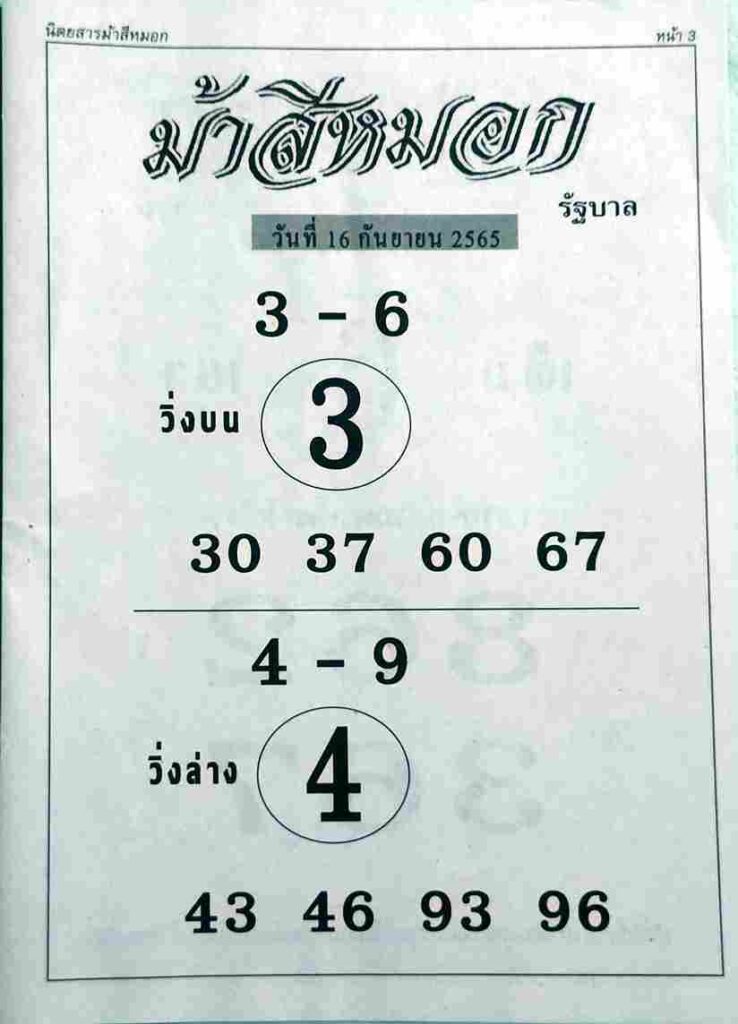 นิตยสารม้าสีหมอก หน้า 3
ม้าสีหมอก
รัฐบาล
วันที่ 16 กันยายน 2565
3 – 6
วิ่งบน 3
30 37 60 67
4 – 9
วิ่งล่าง 4
43 46 93 96